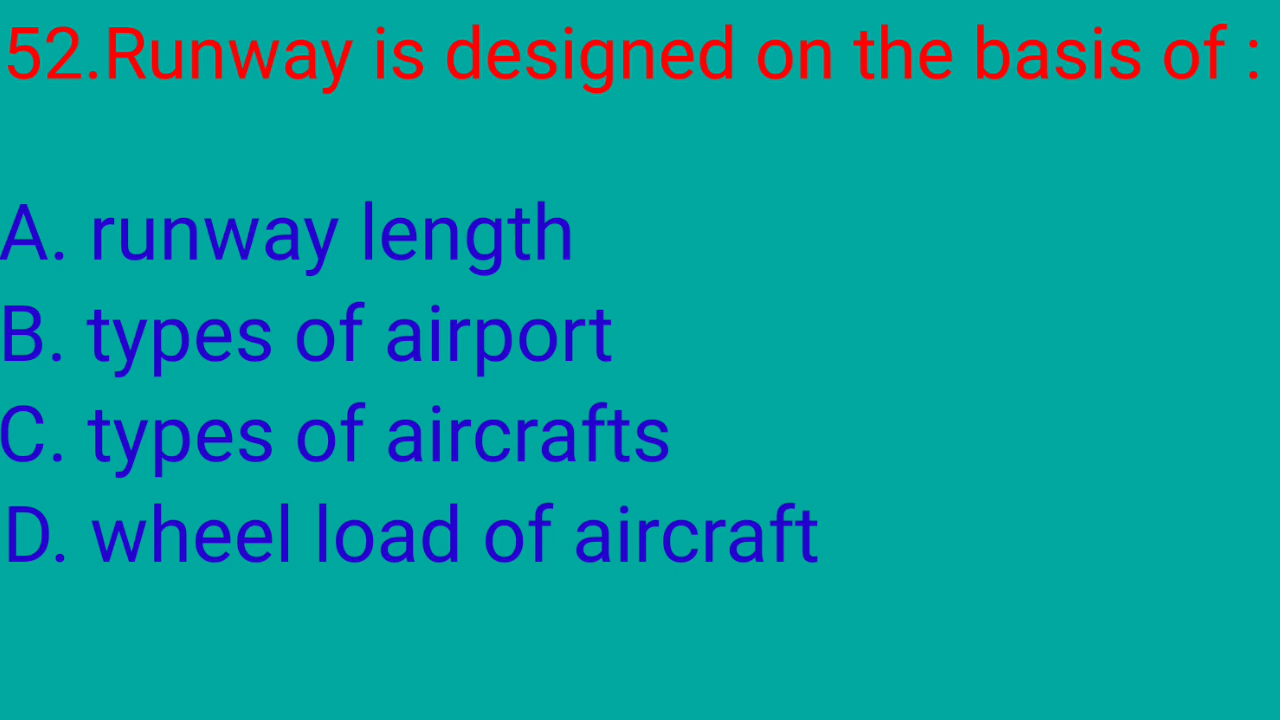 52.Runway is designed on the basis of :
A. runway length
B. types of airport
C. types of aircrafts
D. wheel load of aircraft